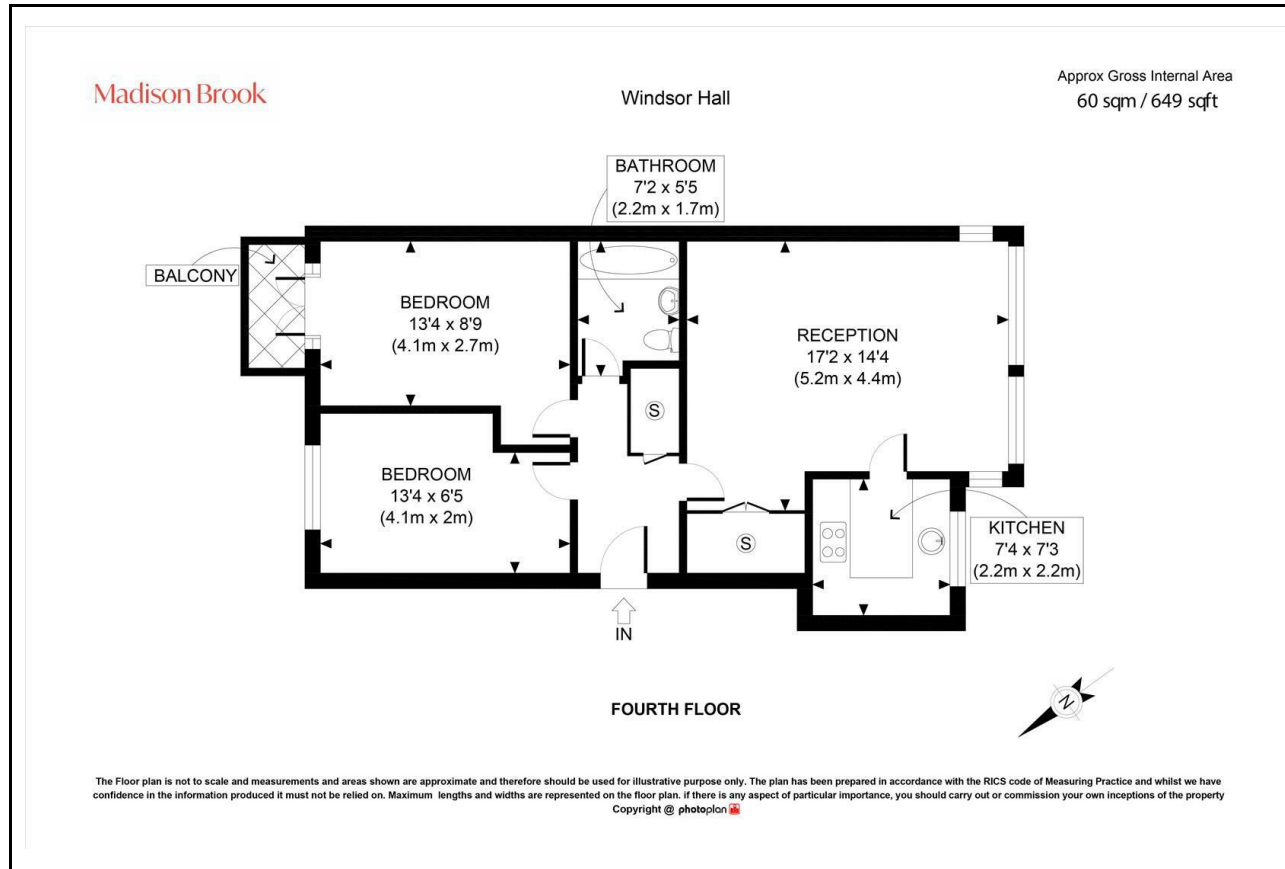 Madison Brook
Windsor Hall
Approx Gross Internal Area
60 sqm / 649 sqft
BATHROOM
7'2 x 5'5
(2.2m x 1.7m)
BALCONY
BEDROOM
13'4 x 8'9
(4.1m x 2.7m)
RECEPTION
17'2 x 14'4
(5.2m x 4.4m)
S
BEDROOM
13'4 x 6'5
(4.1m x 2m)
S
KITCHEN
7'4 x 7'3
(2.2m x 2.2m)
IN
N
FOURTH FLOOR
The Floor plan is not to scale and measurements and areas shown are approximate and therefore should be used for illustrative purpose only. The plan has been prepared in accordance with the RICS code of Measuring Practice and whilst we have
confidence in the information produced it must not be relied on. Maximum lengths and widths are represented on the floor plan. if there is any aspect of particular importance, you should carry out or commission your own inceptions of the property
Copyright @ photoplan